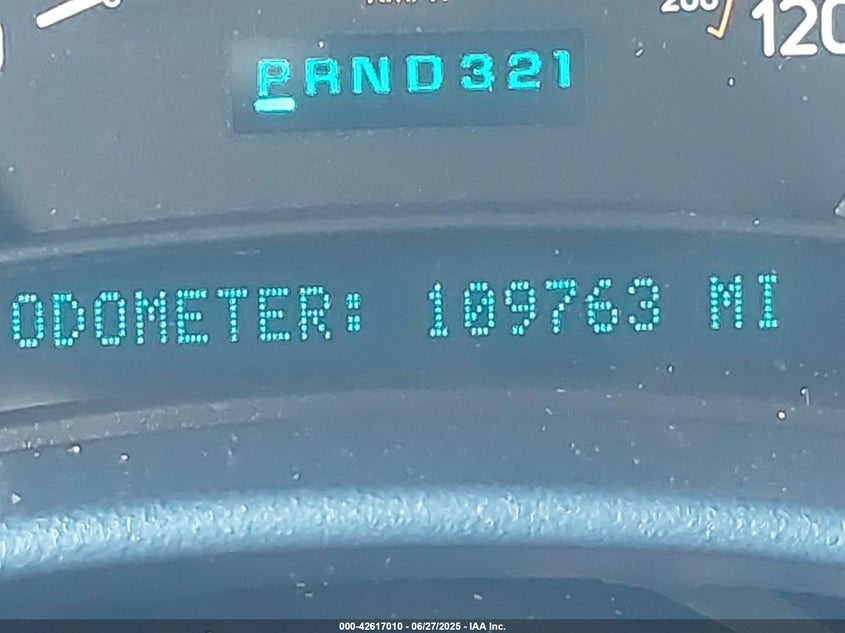 200
120
PRND321
ODOMETER: 109763 MI
000-42617010 - 06/27/2025 - IAA Inc.